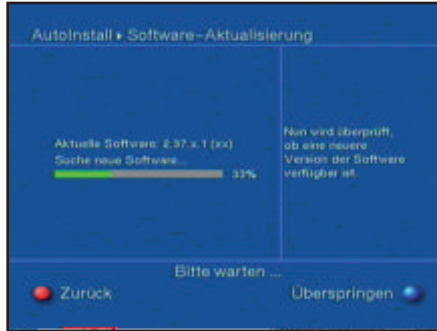 AutoInstall ▸ Software-Aktualisierung
Aktuelle Software: 2.37.x.1 (xx)
Suche neue Software...
33%
Nun wird überprüft,
ob eine neuere
Version der Software
verfügbar ist.
Bitte warten ...
Zurück
Überspringen